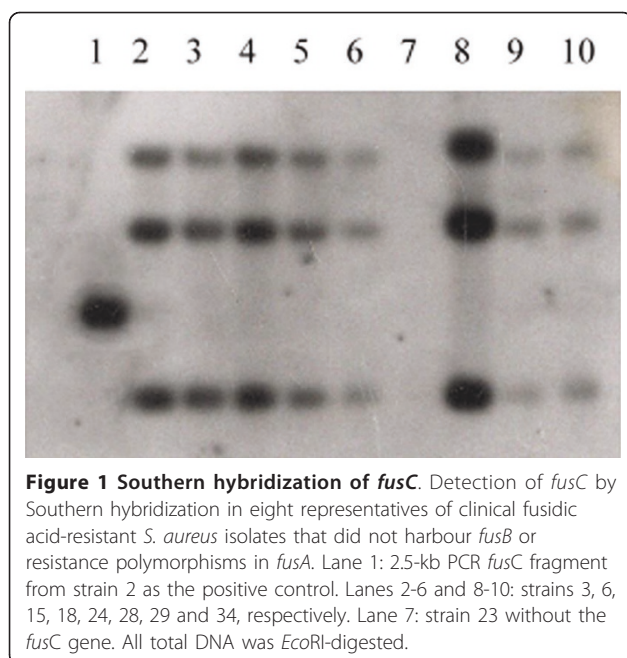 1 2 3 4 5 6 7 8 9 10
Figure 1 Southern hybridization of fusC. Detection of fusC by
Southern hybridization in eight representatives of clinical fusidic
acid-resistant S. aureus isolates that did not harbour fusB or
resistance polymorphisms in fusA. Lane 1: 2.5-kb PCR fusC fragment
from strain 2 as the positive control. Lanes 2-6 and 8-10: strains 3, 6,
15, 18, 24, 28, 29 and 34, respectively. Lane 7: strain 23 without the
fusC gene. All total DNA was EcoRI-digested.